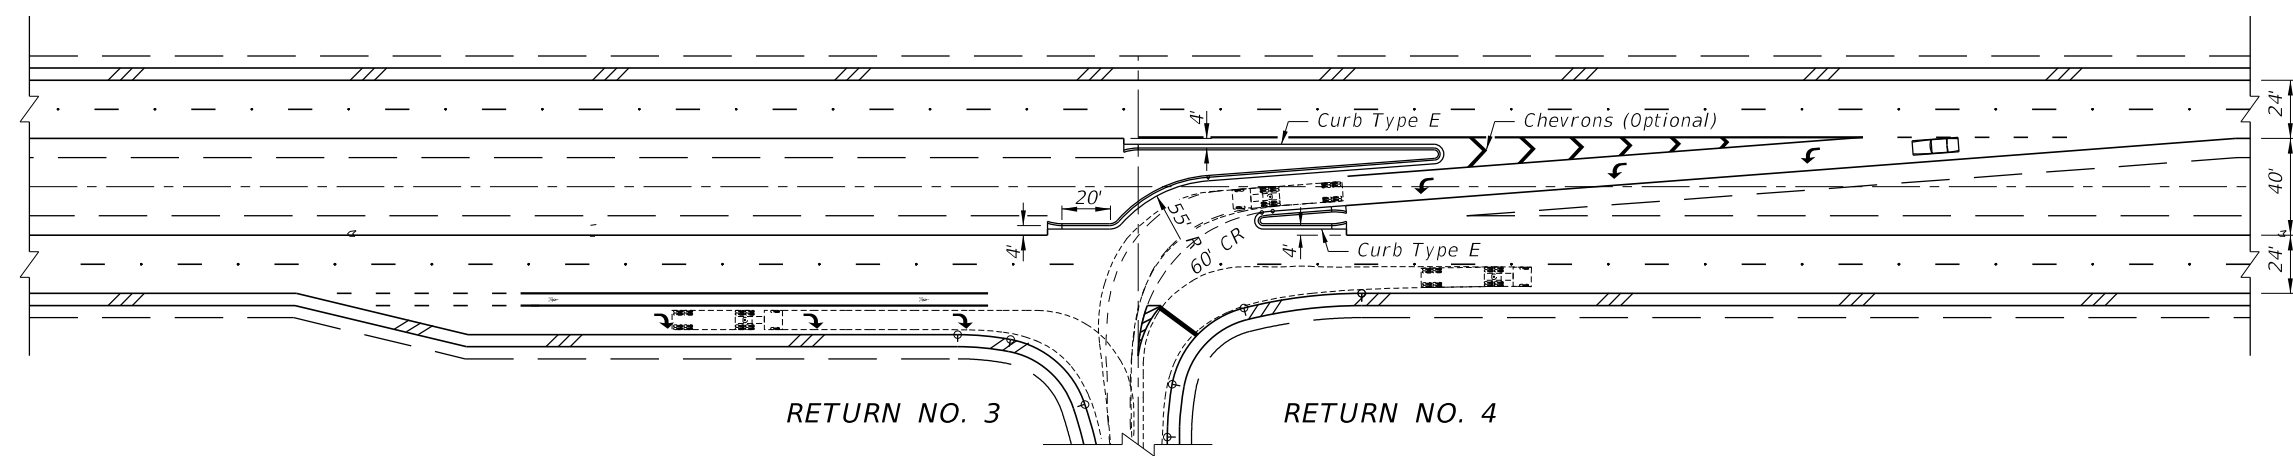 4'
Curb Type E
Chevrons (Optional)
24'
20'
55' R
60' CR
4'
4'
Curb Type E
40'
24'
RETURN NO. 3
RETURN NO. 4